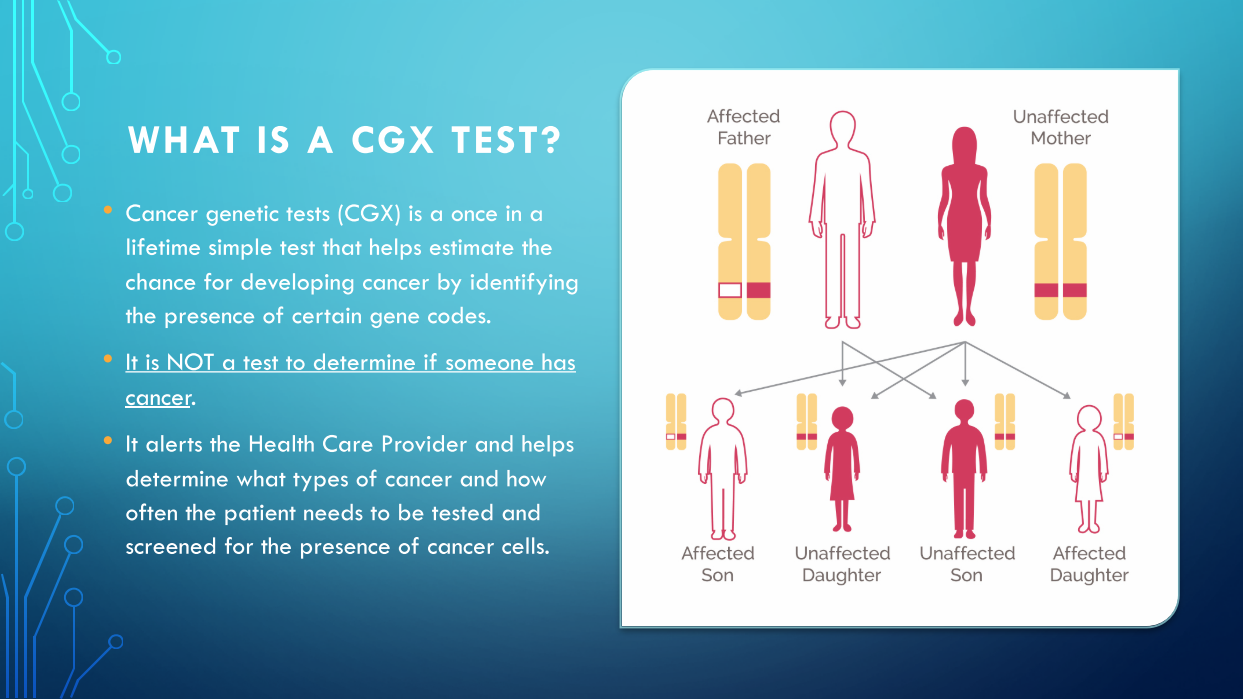 WHAT IS A CGX TEST?
• Cancer genetic tests (CGX) is a once in a
lifetime simple test that helps estimate the
chance for developing cancer by identifying
the presence of certain gene codes.
• It is NOT a test to determine if someone has
cancer.
• It alerts the Health Care Provider and helps
determine what types of cancer and how
often the patient needs to be tested and
screened for the presence of cancer cells.
Affected
Father
Unaffected
Mother
Affected
Son
Unaffected
Daughter
Unaffected
Son
Affected
Daughter